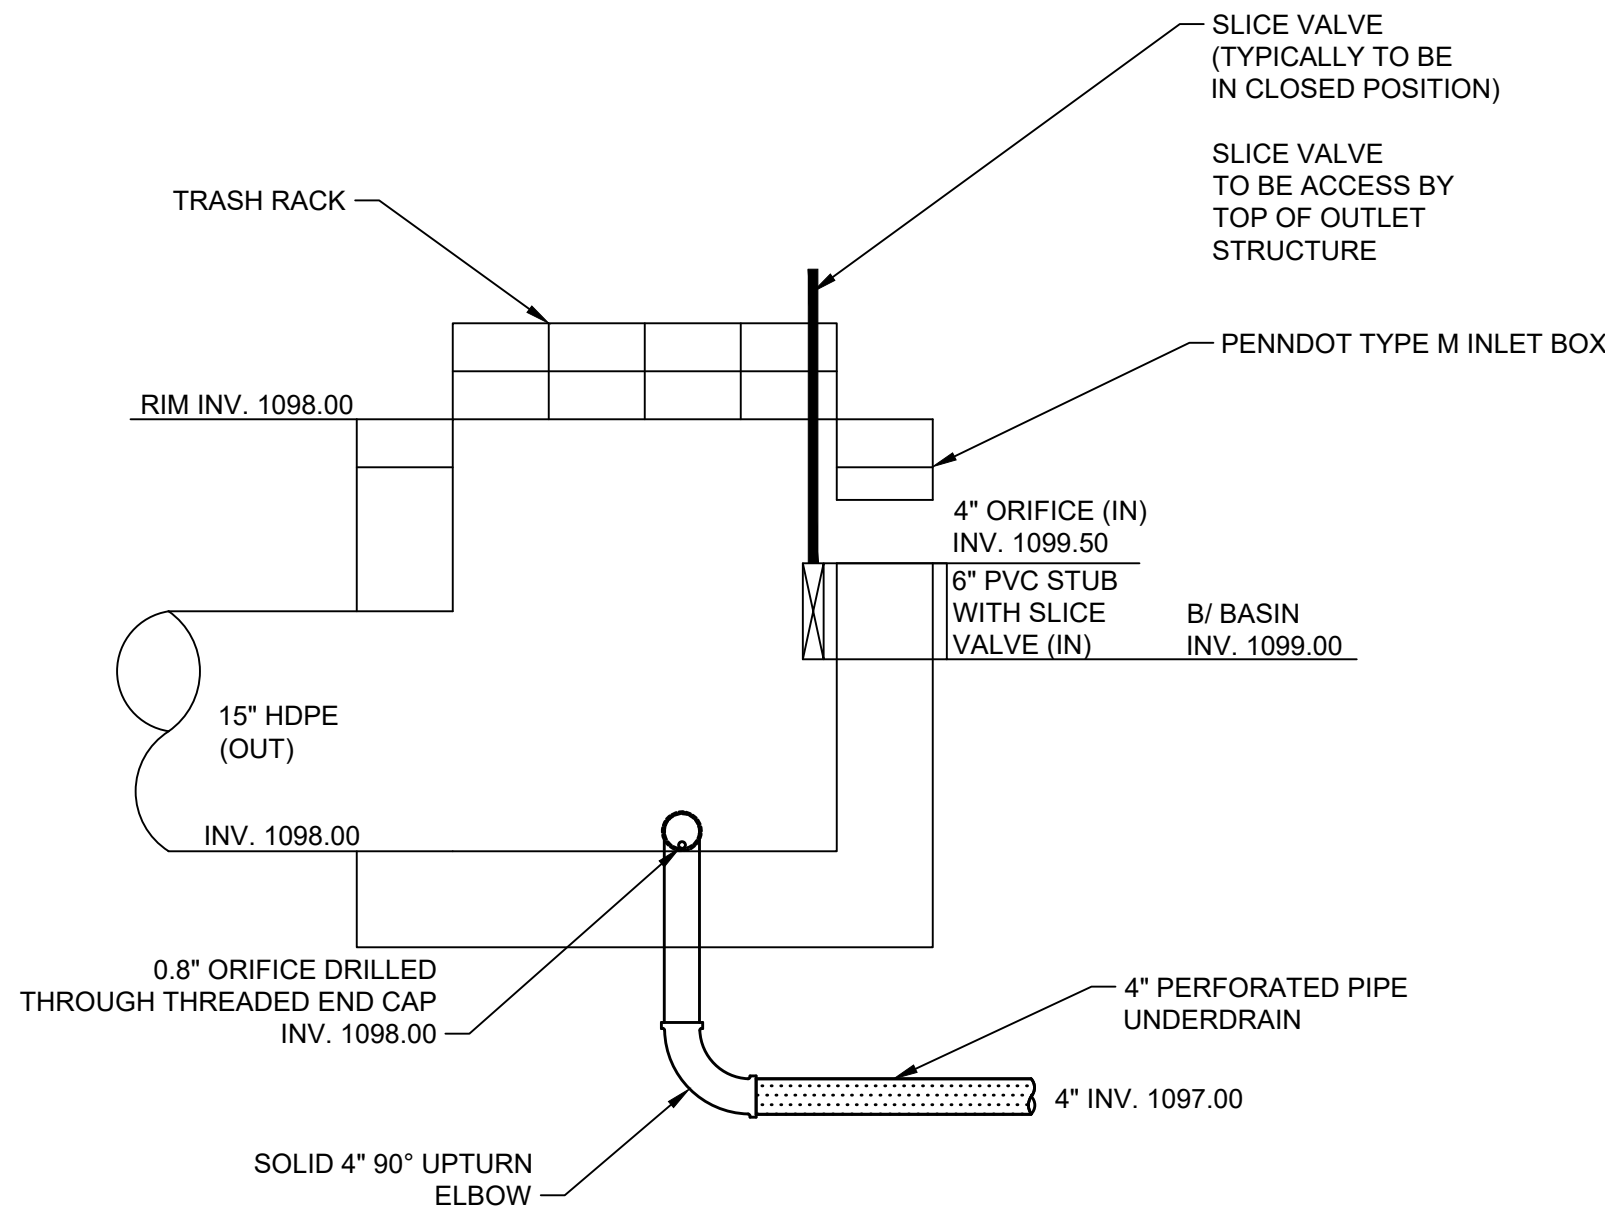 SLICE VALVE
(TYPICALLY TO BE
IN CLOSED POSITION)
SLICE VALVE
TO BE ACCESS BY
TOP OF OUTLET
STRUCTURE
TRASH RACK
PENNDOT TYPE M INLET BOX
RIM INV. 1098.00
4" ORIFICE (IN)
INV. 1099.50
6" PVC STUB
WITH SLICE
VALVE (IN)
B/ BASIN
INV. 1099.00
15" HDPE
(OUT)
INV. 1098.00
0.8" ORIFICE DRILLED
THROUGH THREADED END CAP
INV. 1098.00
4" PERFORATED PIPE
UNDERDRAIN
4" INV. 1097.00
SOLID 4" 90° UPTURN
ELBOW